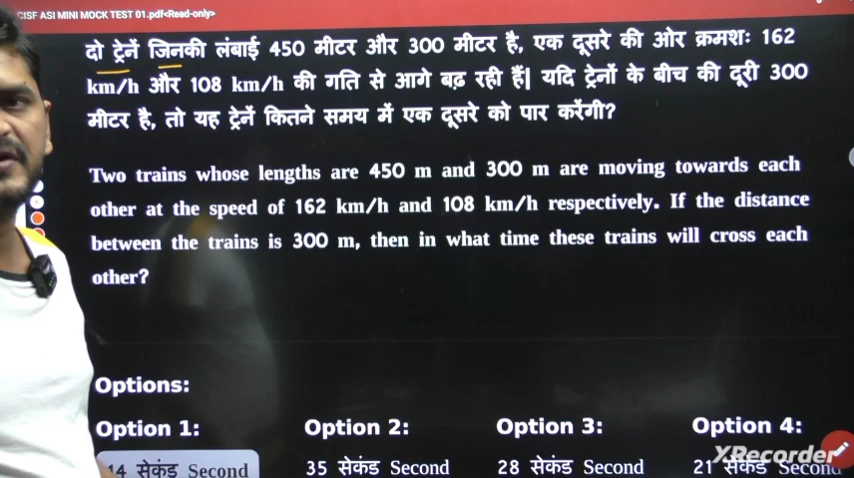 CISF ASI MINI MOCK TEST 01.pdf<Read-only>
दो ट्रेनें जिनकी लंबाई 450 मीटर और 300 मीटर है, एक दूसरे की ओर क्रमशः 162
km/h और 108 km/h की गति से आगे बढ़ रही हैं| यदि ट्रेनों के बीच की दूरी 300
मीटर है, तो यह ट्रेनें कितने समय में एक दूसरे को पार करेंगी?
Two trains whose lengths are 450 m and 300 m are moving towards each
other at the speed of 162 km/h and 108 km/h respectively. If the distance
between the trains is 300 m, then in what time these trains will cross each
other?
Options:
Option 1: Option 2: Option 3: Option 4:
14 सेकंड Second 35 सेकंड Second 28 सेकंड Second 21 सेकंड Second
XRecorder